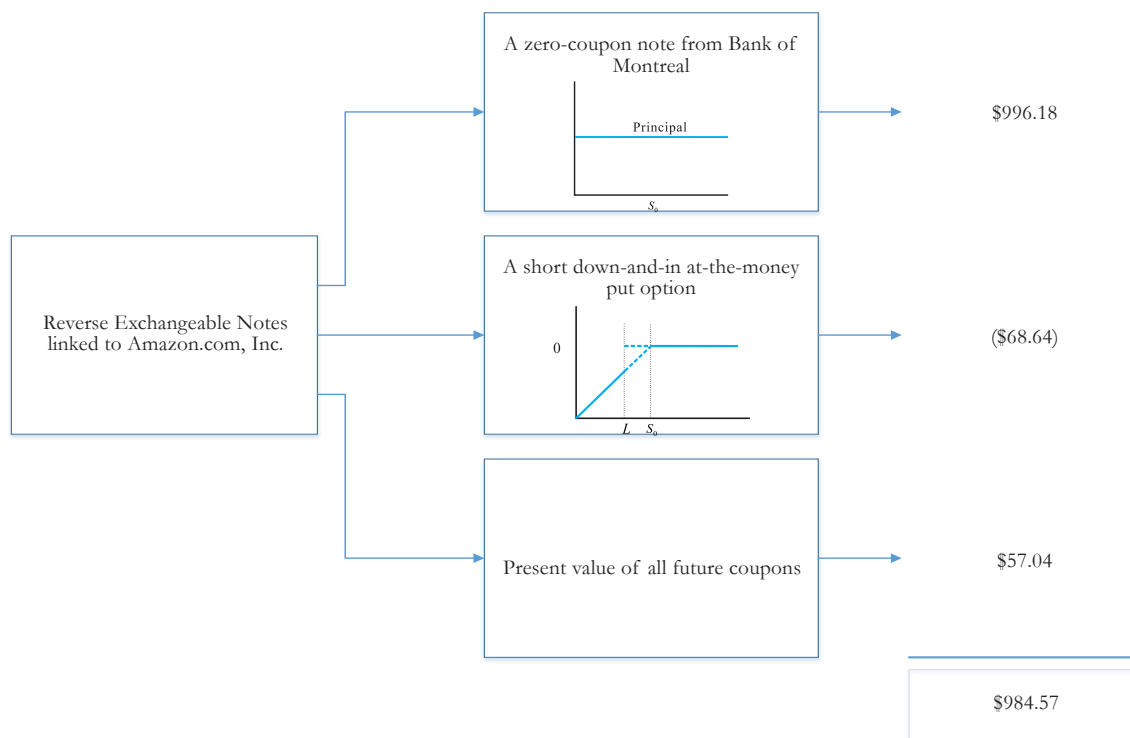 A zero-coupon note from Bank of
Montreal
Principal
S₀
$996.18
Reverse Exchangeable Notes
linked to Amazon.com, Inc.
A short down-and-in at-the-money
put option
0
L S₀
($68.64)
Present value of all future coupons
$57.04
$984.57